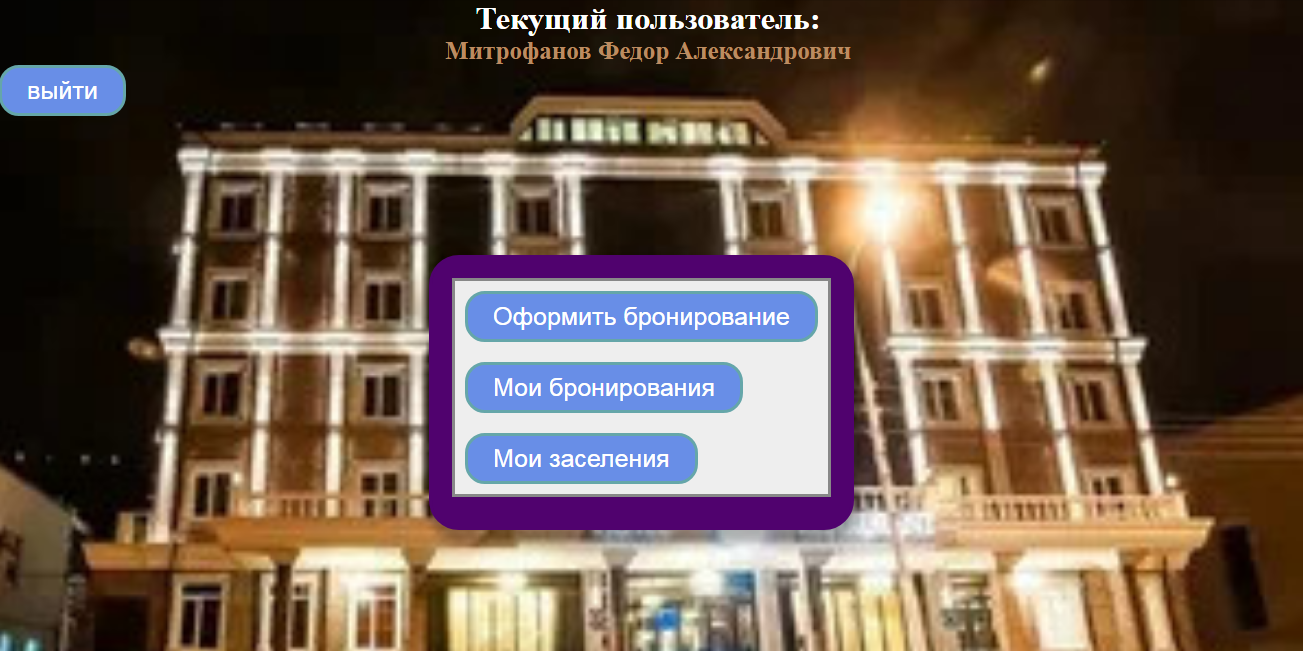 Текущий пользователь:
Митрофанов Федор Александрович
выйти
Оформить бронирование
Мои бронирования
Мои заселения